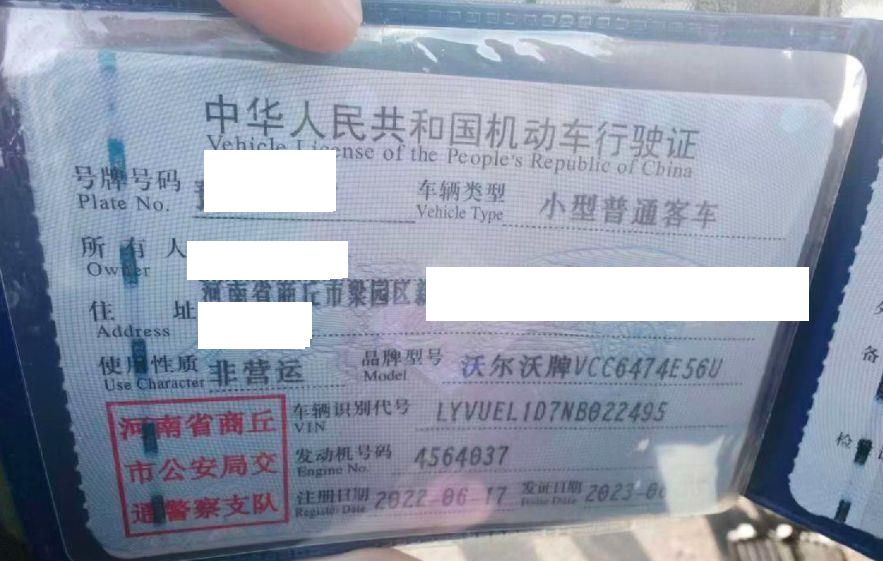 中华人民共和国机动车行驶证
Vehicle License of the People's Republic of China
号牌号码 车辆类型 小型普通客车
Plate No. Vehicle Type
所有人
Owner
河南省商丘市梁园区
住址
Address
使用性质 非营运 品牌型号 沃尔沃牌VCC6474E56U
Use Character Model
河南省商丘 车辆识别代号 LYVUEL1D7NB022495
VIN
市公安局交 发动机号码 4564037
Engine No.
通警察支队 注册日期 2022-06-17 发证日期 2023-06
Register Date Issue Date
备
检